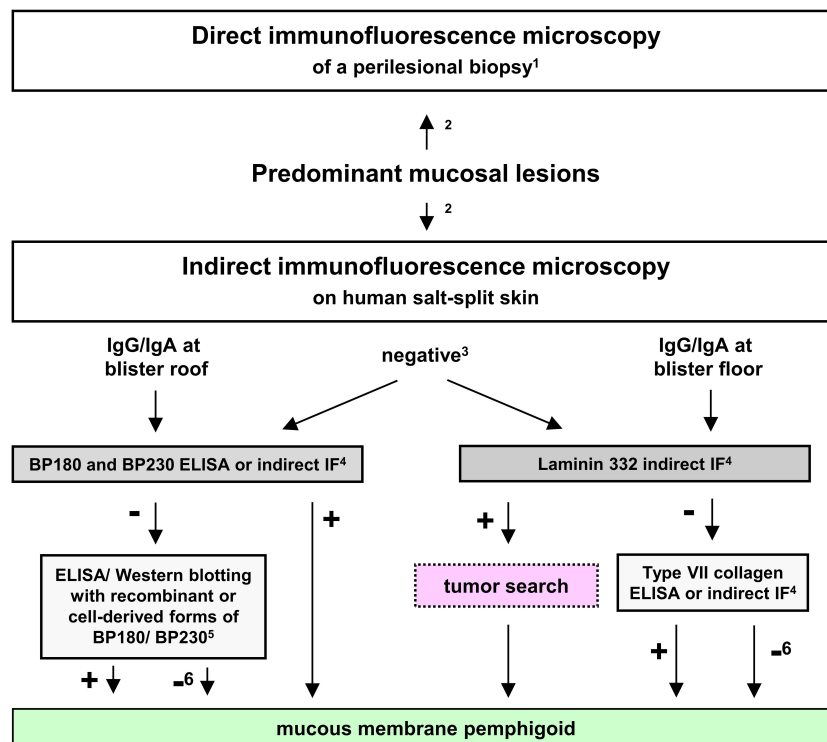 Direct immunofluorescence microscopy
of a perilesional biopsy¹
2
Predominant mucosal lesions
2
Indirect immunofluorescence microscopy
on human salt-split skin
IgG/IgA at
blister roof
negative³
IgG/IgA at
blister floor
BP180 and BP230 ELISA or indirect IF⁴
Laminin 332 indirect IF⁴
-
+
+
-
ELISA/ Western blotting
with recombinant or
cell-derived forms of
BP180/ BP230⁵
tumor search
Type VII collagen
ELISA or indirect IF⁴
+
-⁶
+
-⁶
mucous membrane pemphigoid